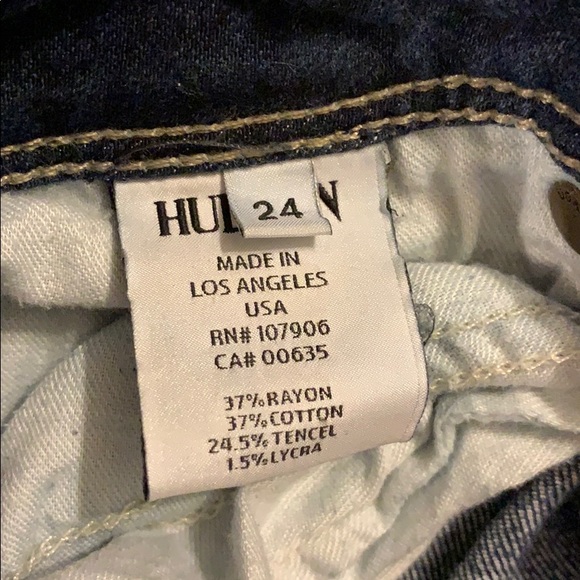 HU N
24
MADE IN
LOS ANGELES
USA
RN# 107906
CA# 00635
37%RAYON
37%COTTON
24.5%TENCEL
1.5%LYCRA